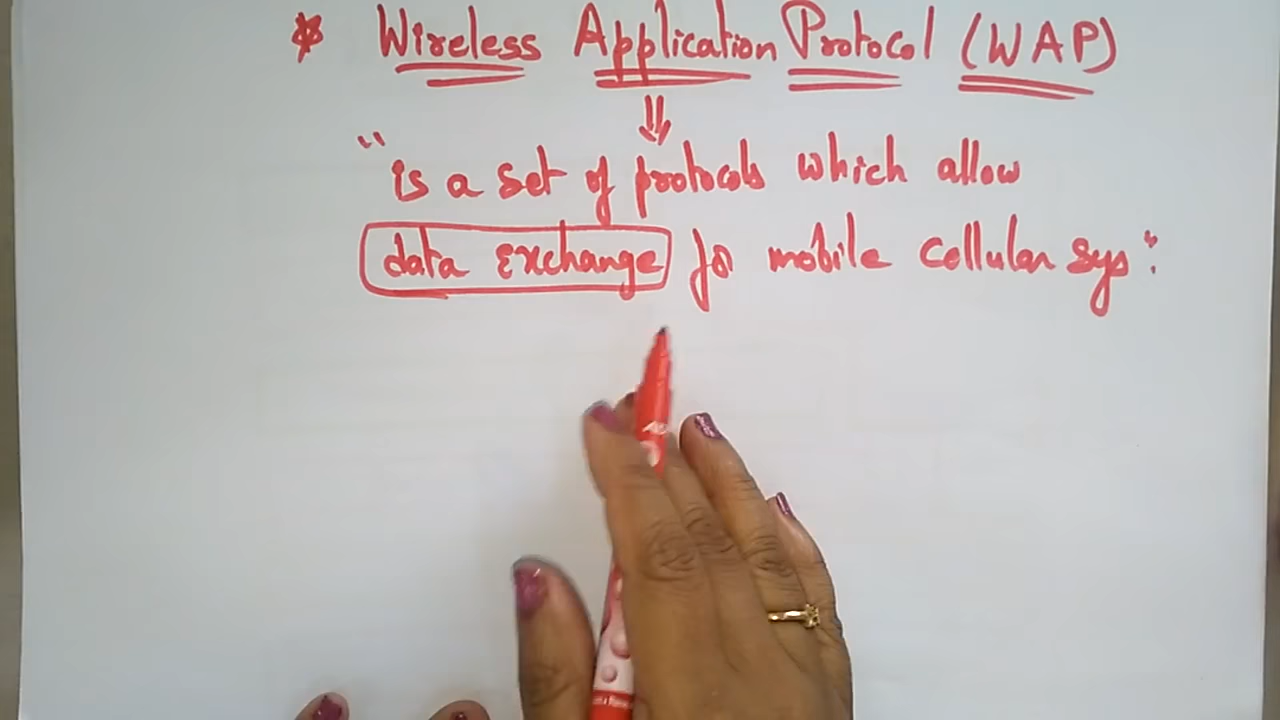 * Wireless Application Protocol (WAP)
"is a set of protocols which allow
data exchange for mobile cellular sys".